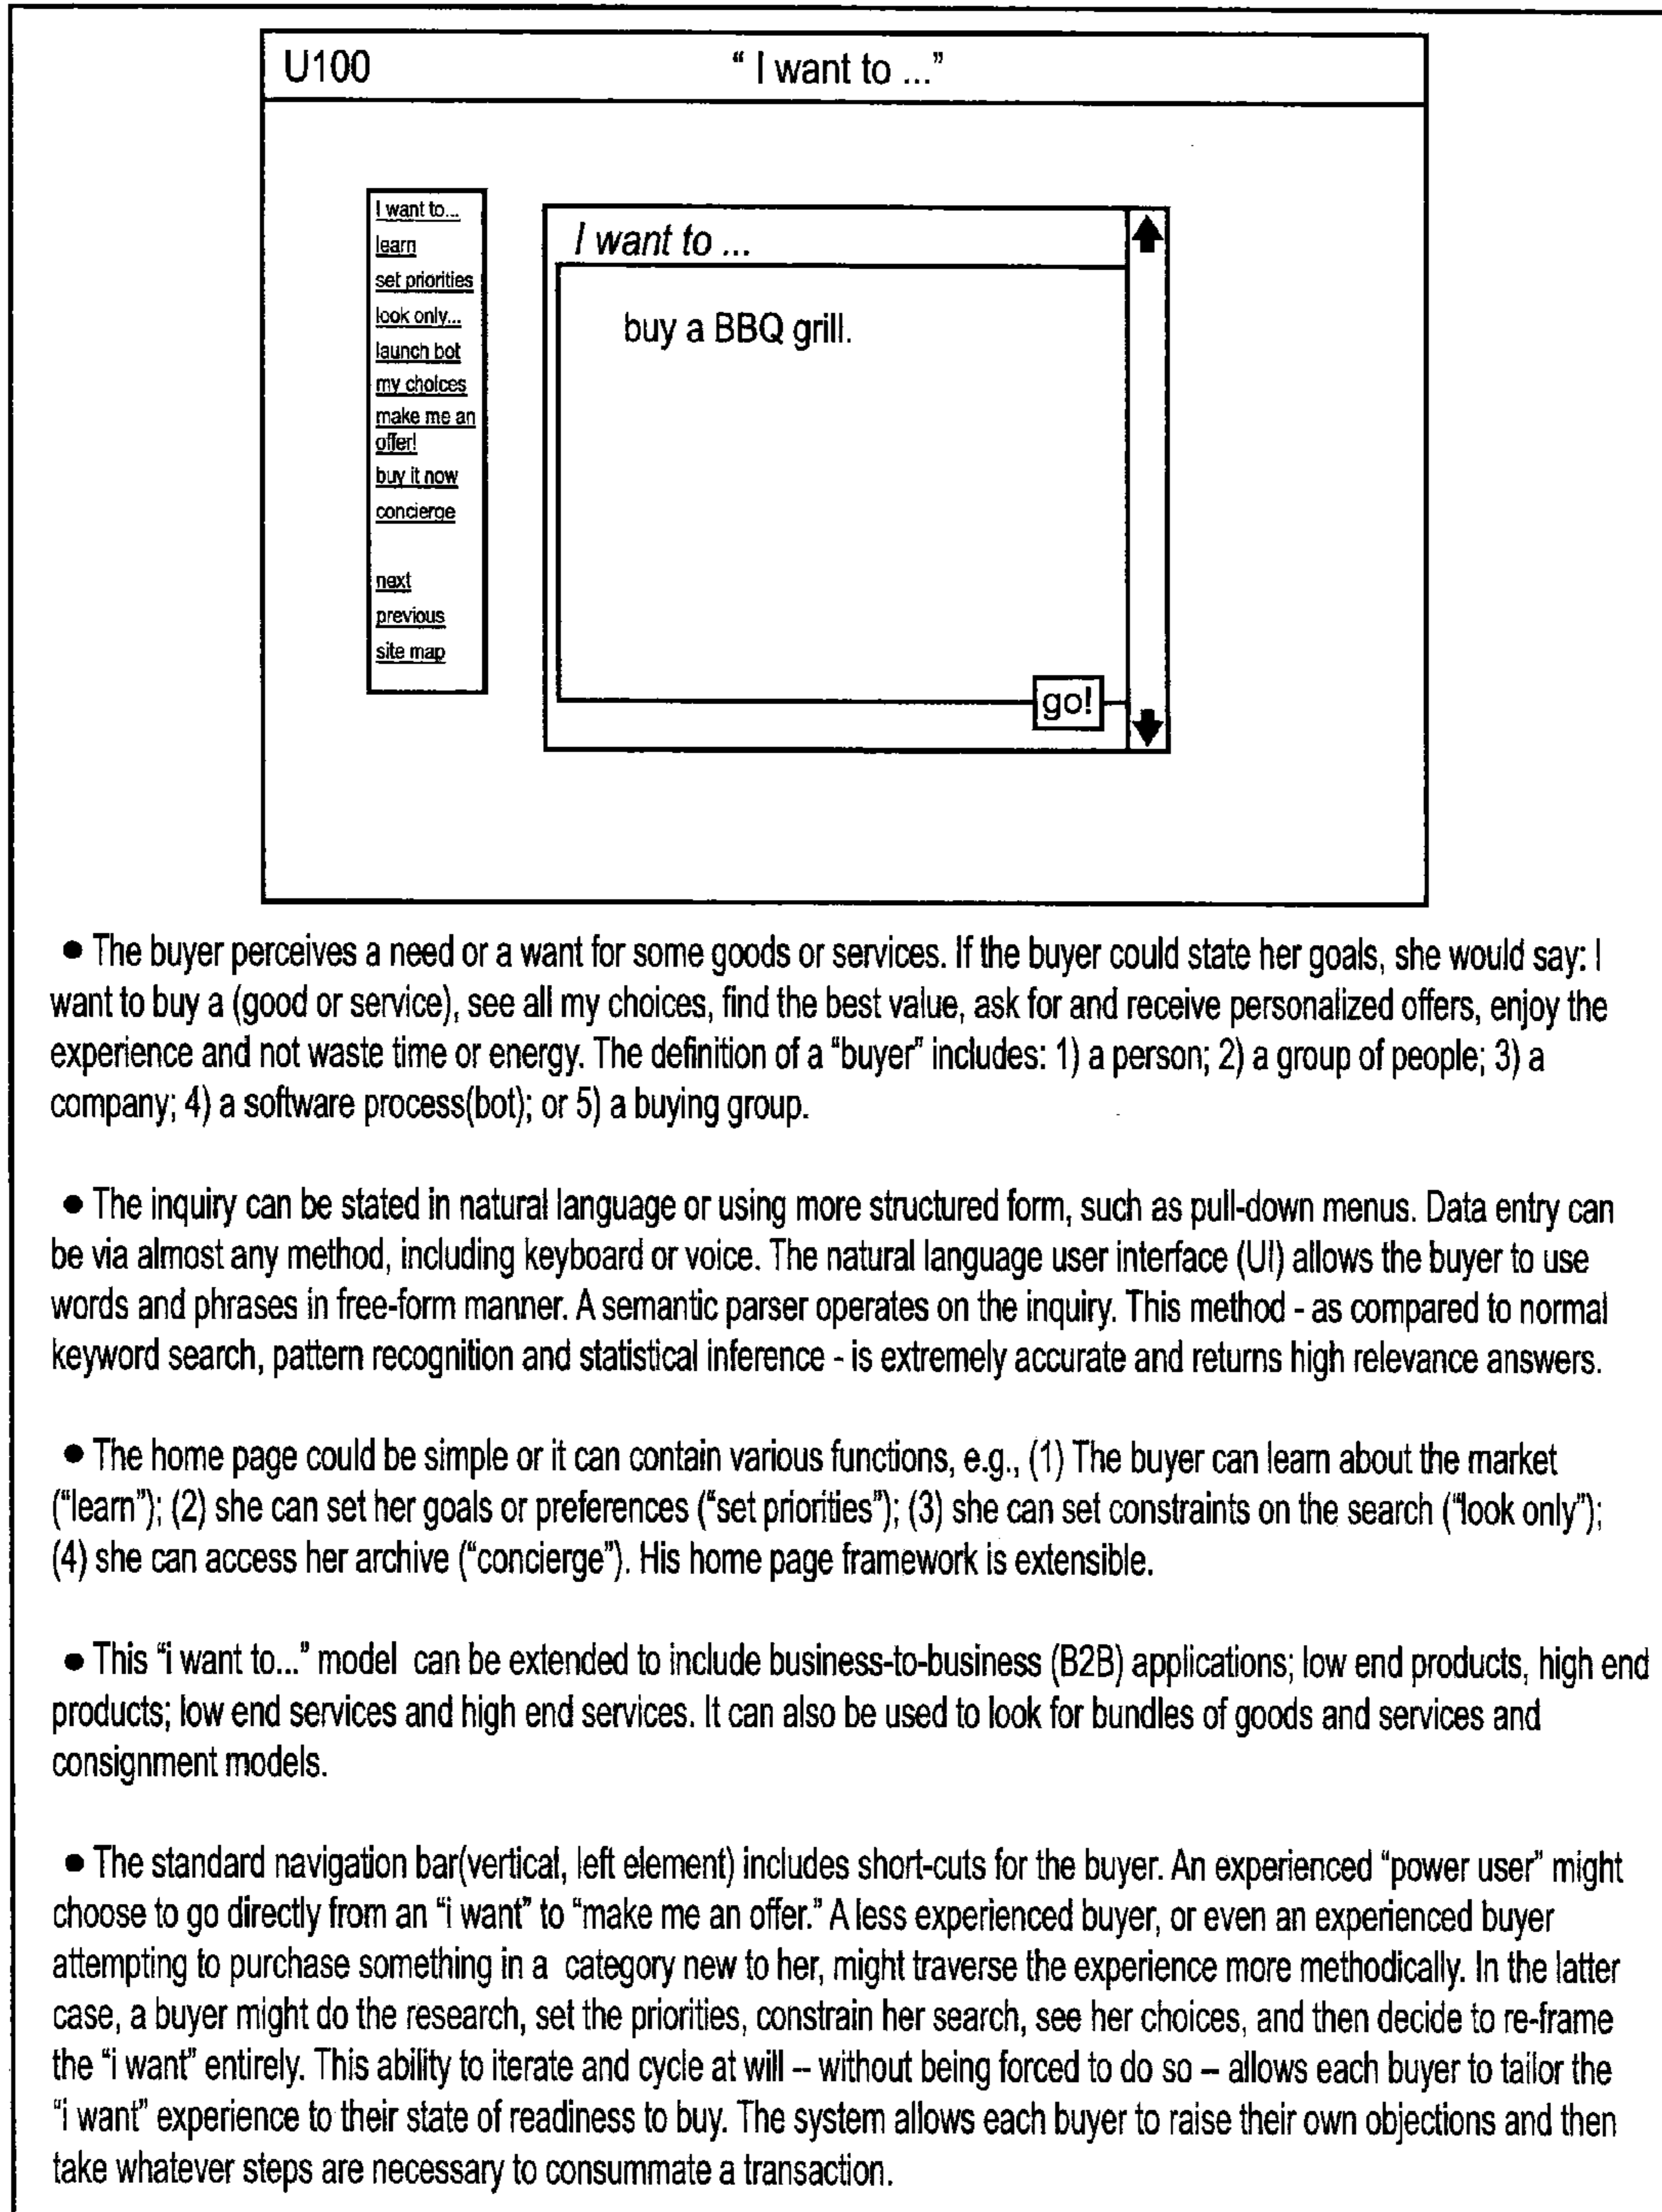 U100
“ I want to ...”
I want to...
learn
set priorities
look only...
launch bot
my choices
make me an
offer!
buy it now
concierge
next
previous
site map
I want to ...
buy a BBQ grill.
go!
● The buyer perceives a need or a want for some goods or services. If the buyer could state her goals, she would say: I
want to buy a (good or service), see all my choices, find the best value, ask for and receive personalized offers, enjoy the
experience and not waste time or energy. The definition of a “buyer” includes: 1) a person; 2) a group of people; 3) a
company; 4) a software process(bot); or 5) a buying group.
● The inquiry can be stated in natural language or using more structured form, such as pull-down menus. Data entry can
be via almost any method, including keyboard or voice. The natural language user interface (UI) allows the buyer to use
words and phrases in free-form manner. A semantic parser operates on the inquiry. This method - as compared to normal
keyword search, pattern recognition and statistical inference - is extremely accurate and returns high relevance answers.
● The home page could be simple or it can contain various functions, e.g., (1) The buyer can learn about the market
(“learn”); (2) she can set her goals or preferences (“set priorities”); (3) she can set constraints on the search (“look only”);
(4) she can access her archive (“concierge”). His home page framework is extensible.
● This “i want to...” model can be extended to include business-to-business (B2B) applications; low end products, high end
products; low end services and high end services. It can also be used to look for bundles of goods and services and
consignment models.
● The standard navigation bar(vertical, left element) includes short-cuts for the buyer. An experienced “power user” might
choose to go directly from an “i want” to “make me an offer.” A less experienced buyer, or even an experienced buyer
attempting to purchase something in a category new to her, might traverse the experience more methodically. In the latter
case, a buyer might do the research, set the priorities, constrain her search, see her choices, and then decide to re-frame
the “i want” entirely. This ability to iterate and cycle at will – without being forced to do so – allows each buyer to tailor the
“i want” experience to their state of readiness to buy. The system allows each buyer to raise their own objections and then
take whatever steps are necessary to consummate a transaction.